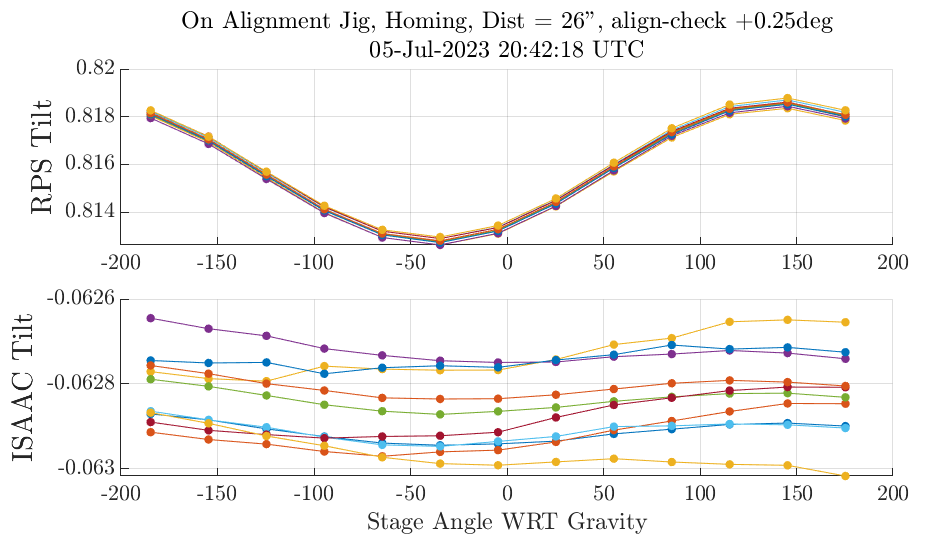 On Alignment Jig, Homing, Dist = 26”, align-check +0.25deg
05-Jul-2023 20:42:18 UTC
0.82
0.818
0.816
0.814
RPS Tilt
-200 -150 -100 -50 0 50 100 150 200
-0.0626
-0.0628
-0.063
ISAAC Tilt
-200 -150 -100 -50 0 50 100 150 200
Stage Angle WRT Gravity